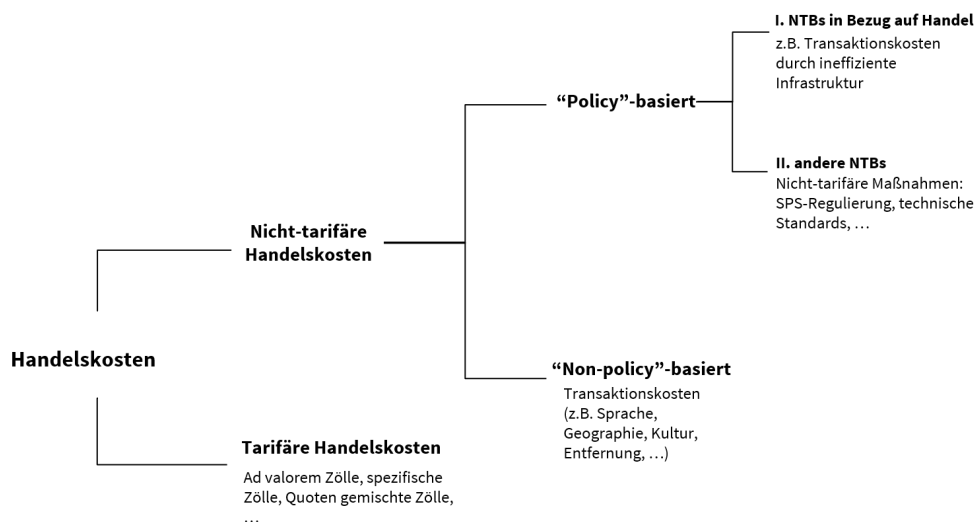 I. NTBs in Bezug auf Handel
z.B. Transaktionskosten
durch ineffiziente
Infrastruktur
“Policy”-basiert
II. andere NTBs
Nicht-tarifäre Maßnahmen:
SPS-Regulierung, technische
Standards, …
Nicht-tarifäre
Handelskosten
Handelskosten
“Non-policy”-basiert
Transaktionskosten
(z.B. Sprache,
Geographie, Kultur,
Entfernung, …)
Tarifäre Handelskosten
Ad valorem Zölle, spezifische
Zölle, Quoten gemischte Zölle,
…